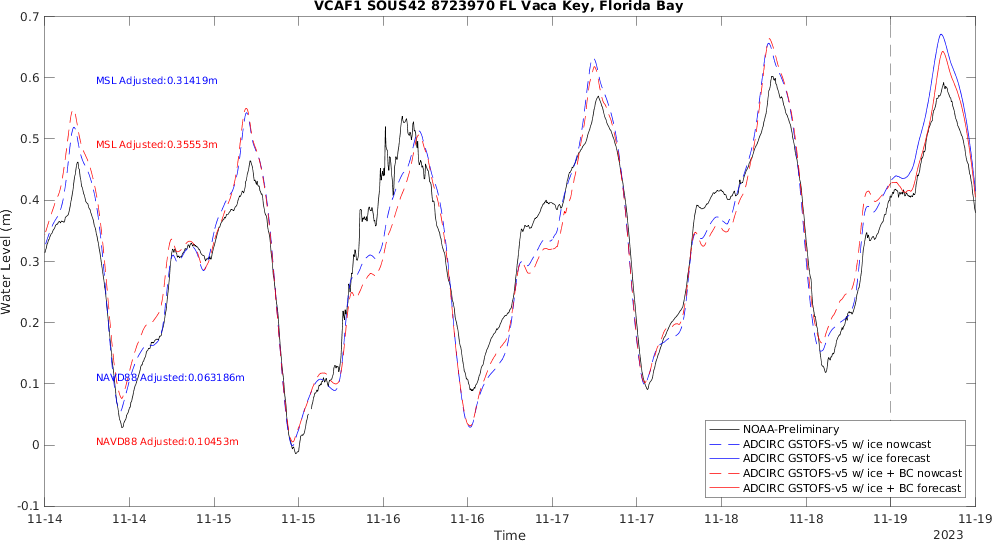 VCAF1 SOUS42 8723970 FL Vaca Key, Florida Bay
0.7
0.6
0.5
0.4
0.3
0.2
0.1
0
-0.1
Water Level (m)
MSL Adjusted:0.31419m
MSL Adjusted:0.35553m
NAVD88 Adjusted:0.063186m
NAVD88 Adjusted:0.10453m
NOAA-Preliminary
ADCIRC GSTOFS-v5 w/ ice nowcast
ADCIRC GSTOFS-v5 w/ ice forecast
ADCIRC GSTOFS-v5 w/ ice + BC nowcast
ADCIRC GSTOFS-v5 w/ ice + BC forecast
11-14 11-14 11-15 11-15 11-16 11-16 11-17 11-17 11-18 11-18 11-19 11-19
Time
2023